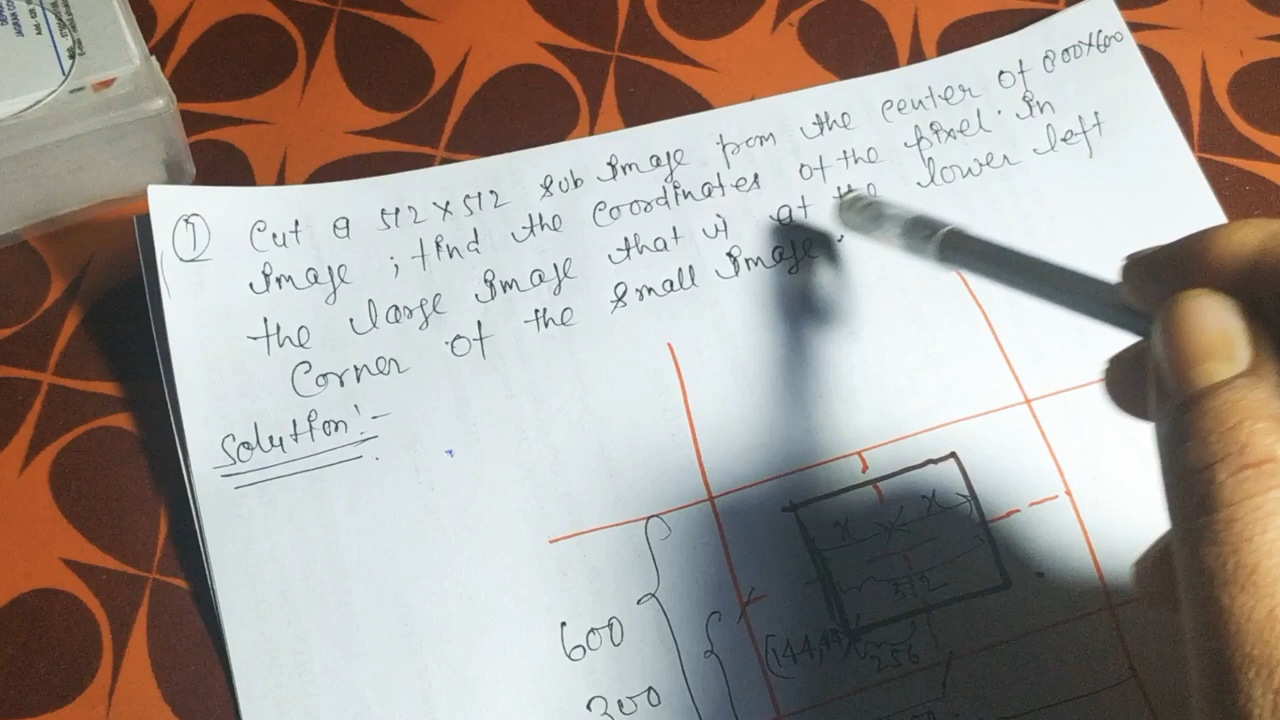 ① Cut a 512 x 512 sub image from the center of 800x600
image ; find the coordinates of the pixel. in
the large image that is at the lower left
corner of the small image.
Solution:-
x x
512
(144,44)
256
600
300